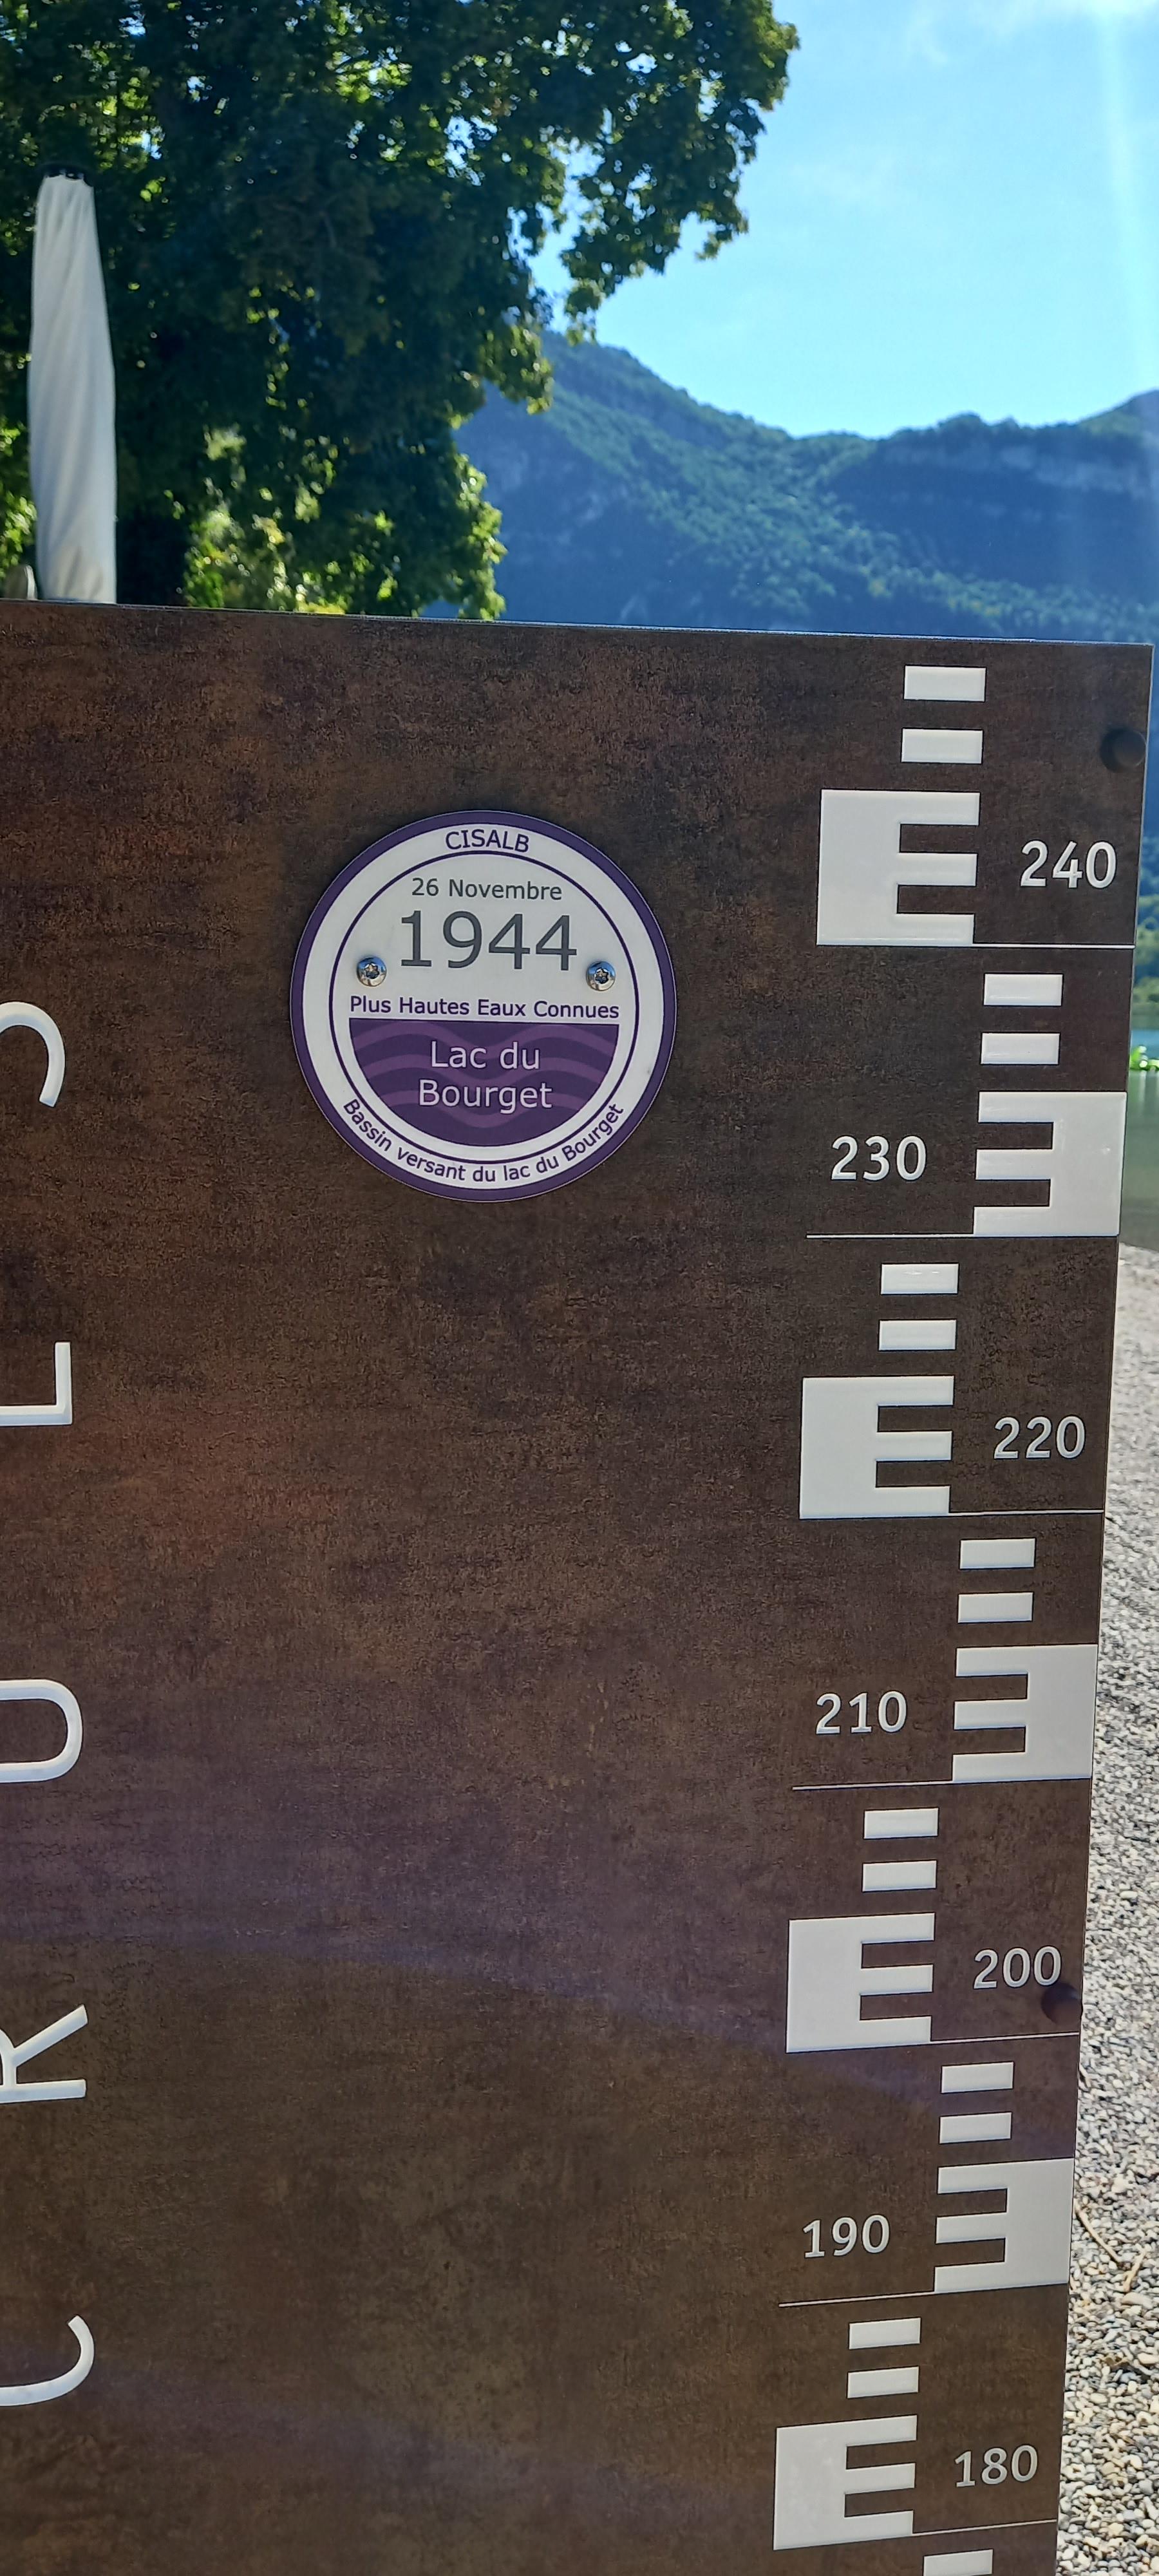 CISALB
26 Novembre
1944
Plus Hautes Eaux Connues
Lac du
Bourget
Bassin versant du lac du Bourget
240
230
220
210
200
190
180
CRUES